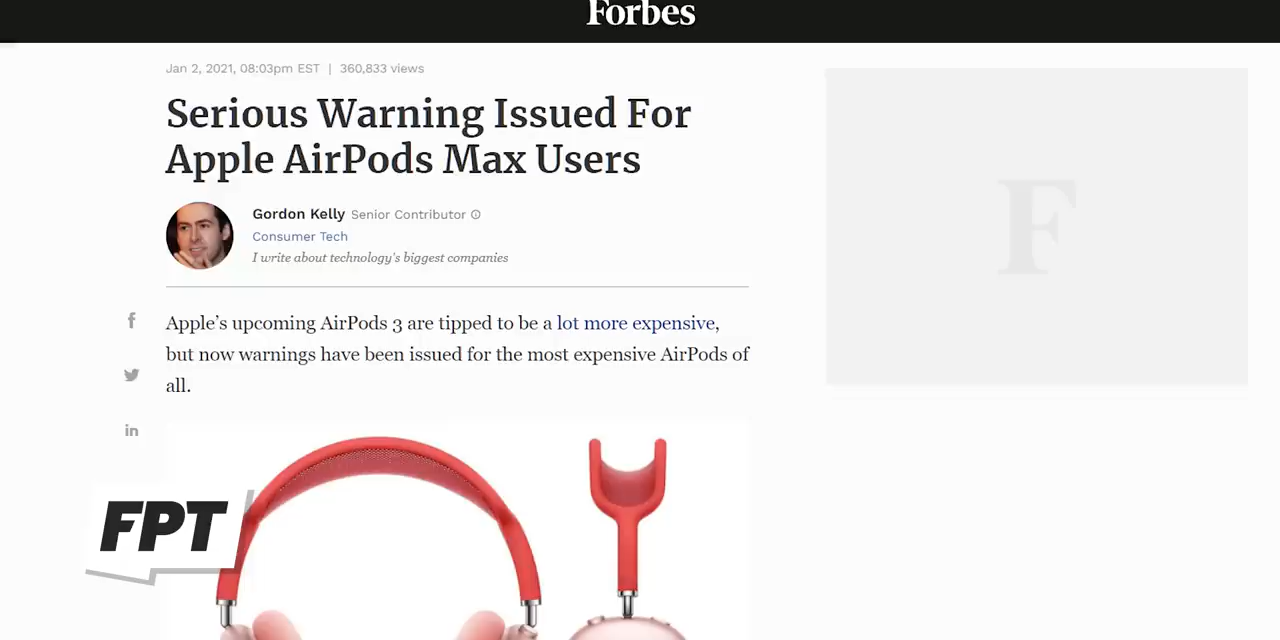 Forbes
Jan 2, 2021, 08:03pm EST | 360,833 views
Serious Warning Issued For
Apple AirPods Max Users
Gordon Kelly Senior Contributor
Consumer Tech
I write about technology's biggest companies
Apple’s upcoming AirPods 3 are tipped to be a lot more expensive,
but now warnings have been issued for the most expensive AirPods of
all.
F
f
in
FPT